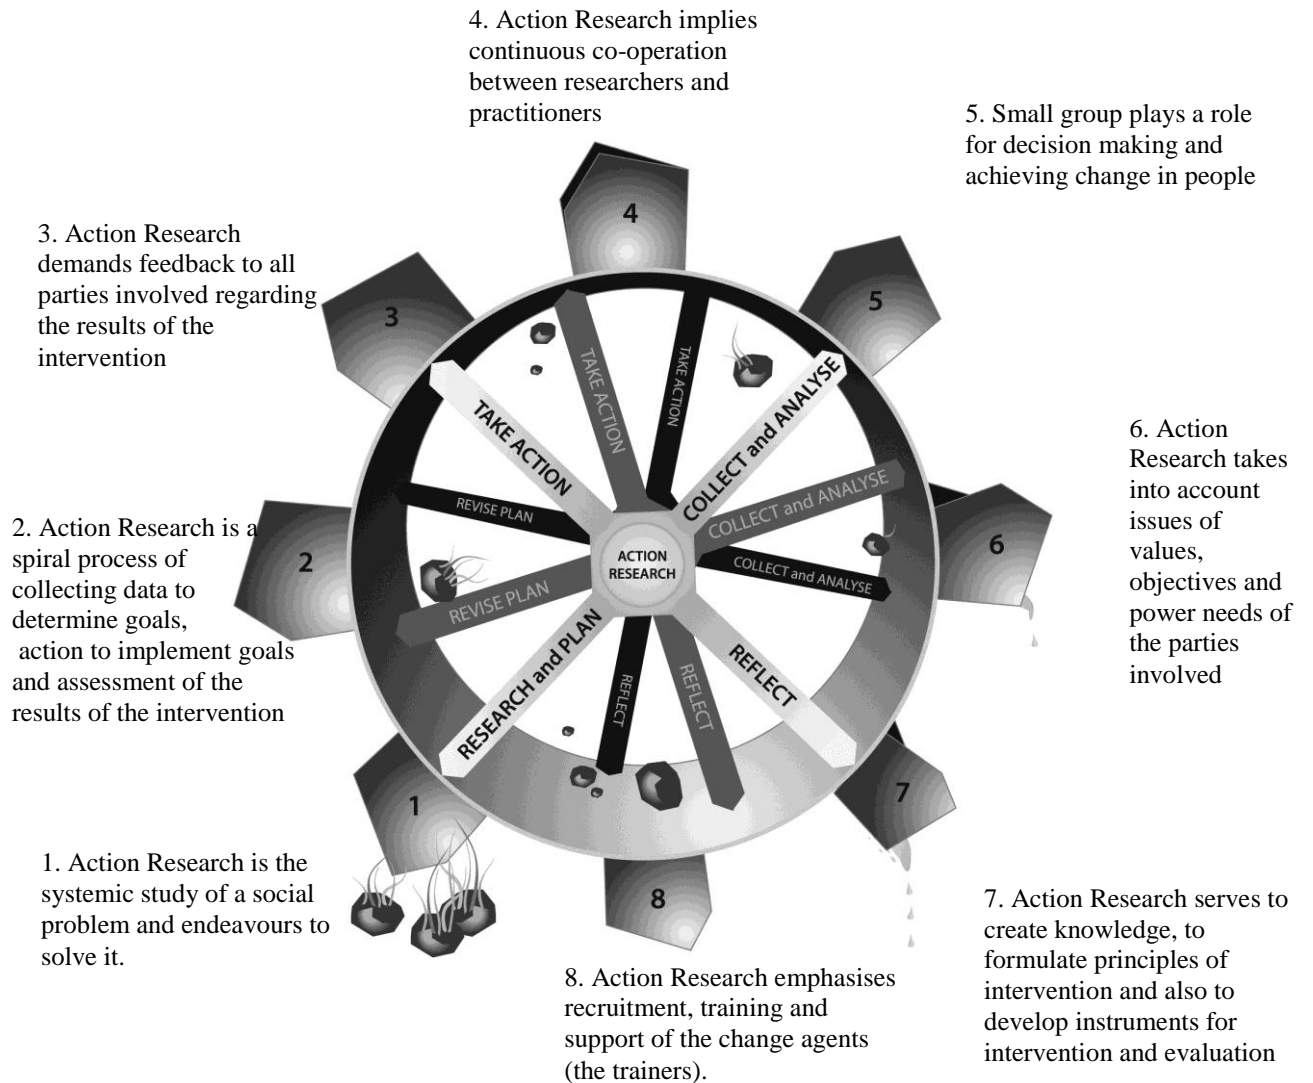 4. Action Research implies
continuous co-operation
between researchers and
practitioners
5. Small group plays a role
for decision making and
achieving change in people
3. Action Research
demands feedback to all
parties involved regarding
the results of the
intervention
6. Action
Research takes
into account
issues of
values,
objectives and
power needs of
the parties
involved
2. Action Research is a
spiral process of
collecting data to
determine goals,
action to implement goals
and assessment of the
results of the intervention
1. Action Research is the
systemic study of a social
problem and endeavours to
solve it.
8. Action Research emphasises
recruitment, training and
support of the change agents
(the trainers).
7. Action Research serves to
create knowledge, to
formulate principles of
intervention and also to
develop instruments for
intervention and evaluation
4
5
3
6
2
7
1
8
TAKE ACTION
TAKE ACTION
TAKE ACTION
COLLECT and ANALYSE
COLLECT and ANALYSE
COLLECT and ANALYSE
REFLECT
REFLECT
REFLECT
RESEARCH and PLAN
REVISE PLAN
REVISE PLAN
ACTION
RESEARCH